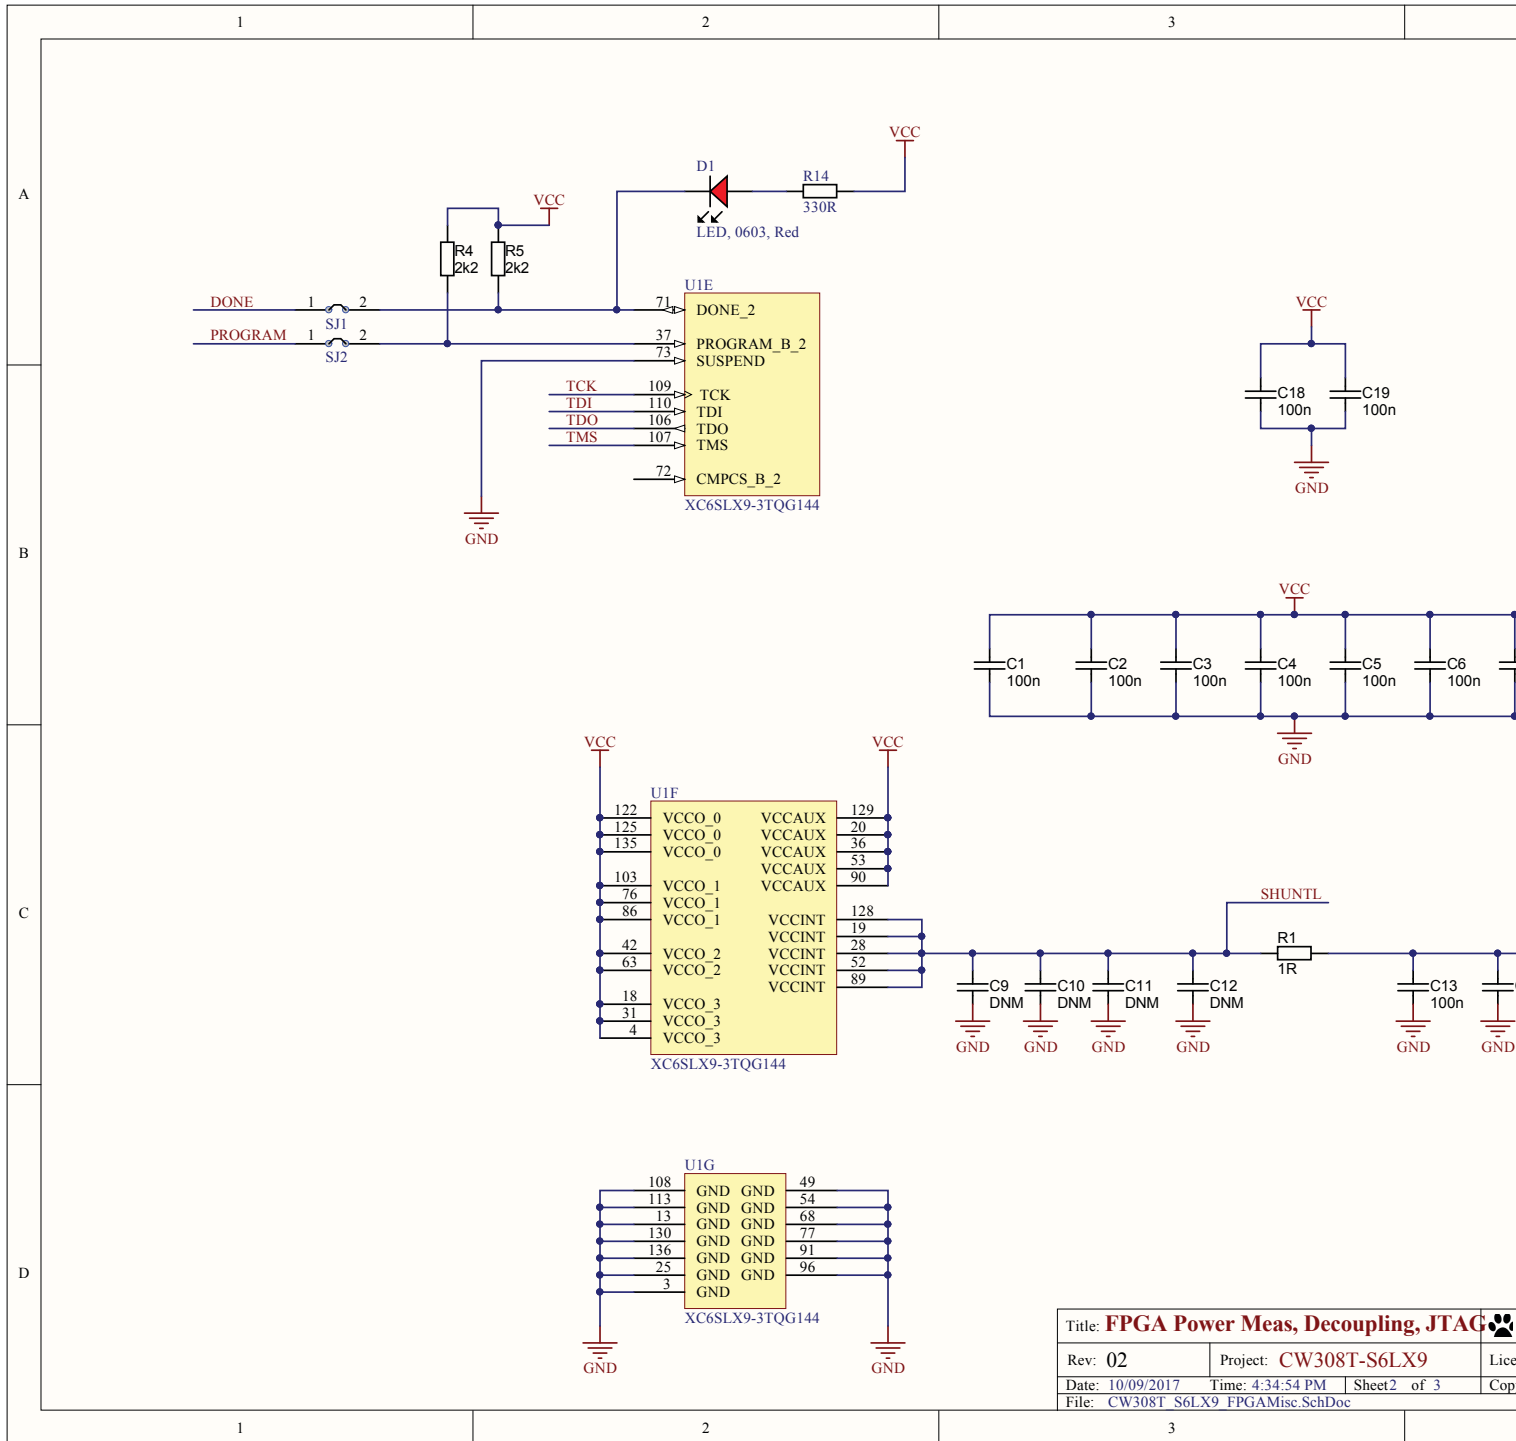 1 2 3
A
B
C
D
VCC
D1
R14
330R
LED, 0603, Red
VCC
R4
2k2
R5
2k2
U1E
DONE 1 2 71 DONE_2
SJ1
PROGRAM 1 2 37 PROGRAM_B_2
SJ2
73 SUSPEND
TCK 109 TCK
TDI 110 TDI
TDO 106 TDO
TMS 107 TMS
72 CMPCS_B_2
XC6SLX9-3TQG144
GND
VCC
C18
100n
C19
100n
GND
VCC
C1 C2 C3 C4 C5 C6
100n 100n 100n 100n 100n 100n
GND
VCC VCC
U1F
122 VCCO_0 VCCAUX 129
125 VCCO_0 VCCAUX 20
135 VCCO_0 VCCAUX 36
VCCAUX 53
103 VCCO_1 VCCAUX 90
76 VCCO_1
86 VCCO_1 VCCINT 128
VCCINT 19
42 VCCO_2 VCCINT 28
63 VCCO_2 VCCINT 52
VCCINT 89
18 VCCO_3
31 VCCO_3
4 VCCO_3
XC6SLX9-3TQG144
SHUNTL
R1
1R
C9 C10 C11 C12 C13
DNM DNM DNM DNM 100n
GND GND GND GND GND GND
U1G
108 GND GND 49
113 GND GND 54
13 GND GND 68
130 GND GND 77
136 GND GND 91
25 GND GND 96
3 GND
XC6SLX9-3TQG144
GND GND
Title: FPGA Power Meas, Decoupling, JTAG
Rev: 02 Project: CW308T-S6LX9 Lice
Date: 10/09/2017 Time: 4:34:54 PM Sheet2 of 3 Cop
File: CW308T_S6LX9_FPGAMisc.SchDoc
1 2 3